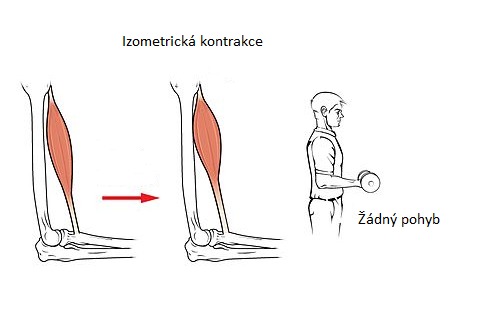 Izometrická kontrakce
Žádný pohyb